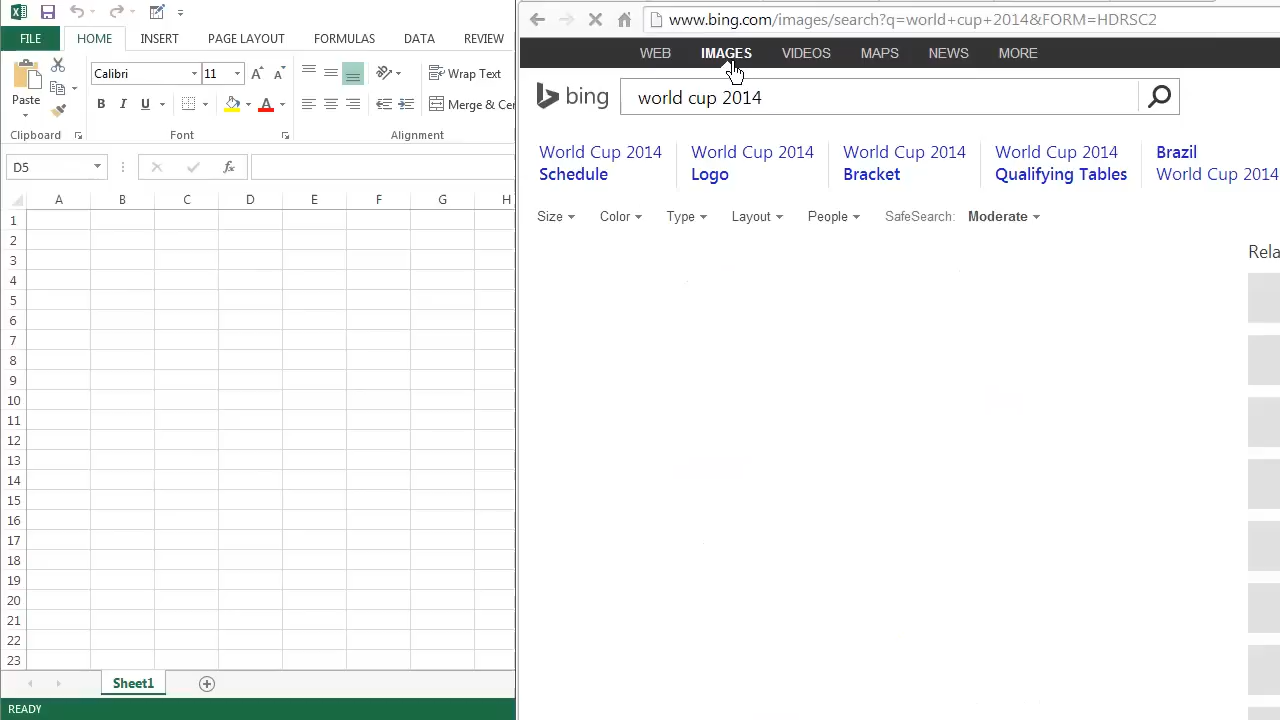 FILE HOME INSERT PAGE LAYOUT FORMULAS DATA REVIEW
Calibri 11 Wrap Text
Paste B I U A Merge & Cen
Clipboard Font Alignment
D5 fx
A B C D E F G H
1
2
3
4
5
6
7
8
9
10
11
12
13
14
15
16
17
18
19
20
21
22
23
Sheet1
READY
www.bing.com/images/search?q=world+cup+2014&FORM=HDRSC2
WEB IMAGES VIDEOS MAPS NEWS MORE
bing world cup 2014
World Cup 2014 World Cup 2014 World Cup 2014 World Cup 2014 Brazil
Schedule Logo Bracket Qualifying Tables World Cup 2014
Size Color Type Layout People SafeSearch: Moderate
Rela